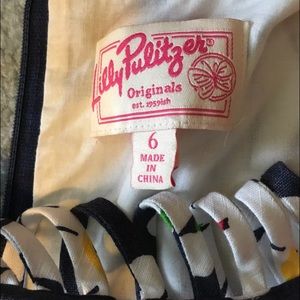 Lilly Pulitzer®
Originals
est. 1959ish
6
MADE IN
CHINA